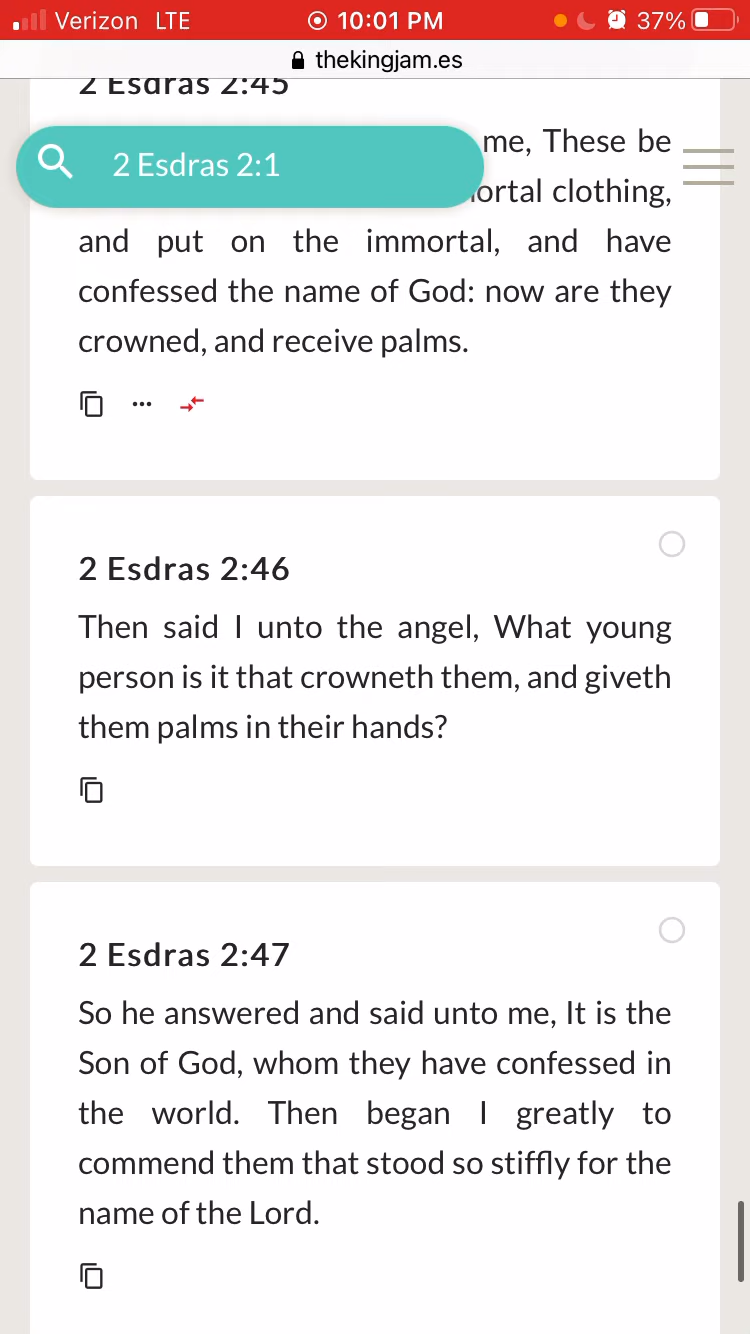 Verizon LTE 10:01 PM 37%
thekingjam.es
2 Esdras 2:45
me, These be
2 Esdras 2:1
clothing,
and put on the immortal, and have
confessed the name of God: now are they
crowned, and receive palms.
2 Esdras 2:46
Then said I unto the angel, What young
person is it that crowneth them, and giveth
them palms in their hands?
2 Esdras 2:47
So he answered and said unto me, It is the
Son of God, whom they have confessed in
the world. Then began I greatly to
commend them that stood so stiffly for the
name of the Lord.